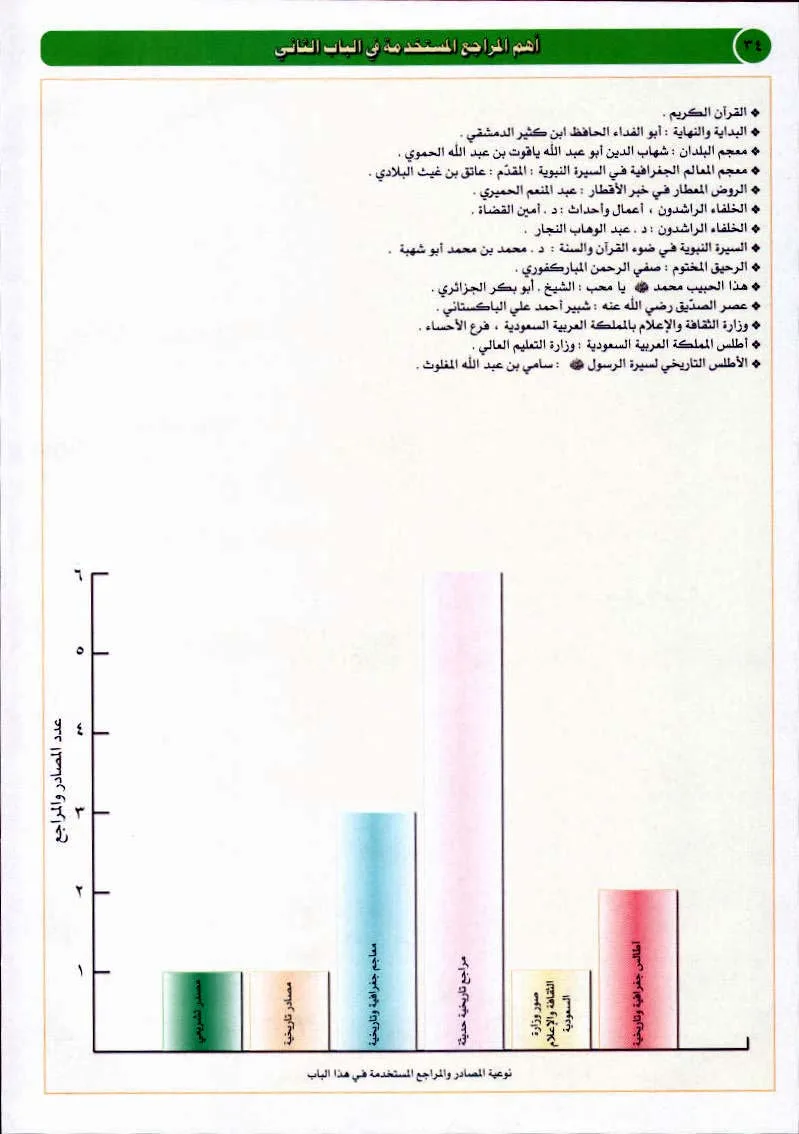 ٣٤
أهم المراجع المستخدمة في الباب الثاني
❖ القرآن الكريم .
❖ البداية والنهاية : أبو الفداء الحافظ ابن كثير الدمشقي .
❖ معجم البلدان : شهاب الدين أبو عبد الله ياقوت بن عبد الله الحموي .
❖ معجم المعالم الجغرافية في السيرة النبوية : المقدّم : عاتق بن غيث البلادي .
❖ الروض المعطار في خبر الأقطار : عبد المنعم الحميري .
❖ الخلفاء الراشدون ، أعمال وأحداث : د . أمين القضاة .
❖ الخلفاء الراشدون : د . عبد الوهاب النجار .
❖ السيرة النبوية في ضوء القرآن والسنة : د . محمد بن محمد أبو شهبة .
❖ الرحيق المختوم : صفي الرحمن المباركفوري .
❖ هذا الحبيب محمد ﷺ يا محب : الشيخ . أبو بكر الجزائري .
❖ عصر الصدّيق رضي الله عنه : شبير أحمد علي الباكستاني .
❖ وزارة الثقافة والإعلام بالمملكة العربية السعودية ، فرع الأحساء .
❖ أطلس المملكة العربية السعودية : وزارة التعليم العالي .
❖ الأطلس التاريخي لسيرة الرسول ﷺ : سامي بن عبد الله المغلوث .
٦
٥
٤
٣
٢
١
عدد المصادر والمراجع
مصدر تشريعي
مصادر تاريخية
معاجم جغرافية وتاريخية
مراجع تاريخية حديثة
صور وزارة
الثقافة والإعلام
السعودية
أطالس جغرافية وتاريخية
نوعية المصادر والمراجع المستخدمة في هذا الباب